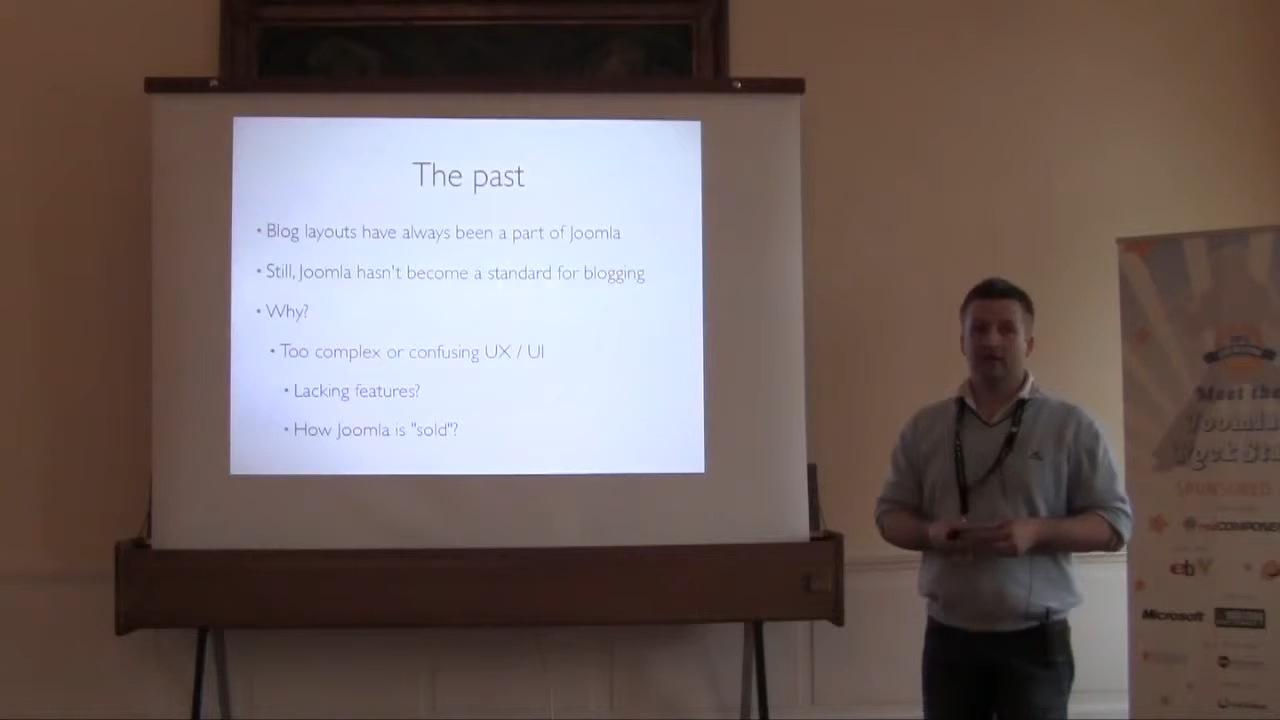 The past
• Blog layouts have always been a part of Joomla
• Still, Joomla hasn't become a standard for blogging
• Why?
• Too complex or confusing UX / UI
• Lacking features?
• How Joomla is "sold"?
Meet the
Joomla
SPONSORED
Microsoft